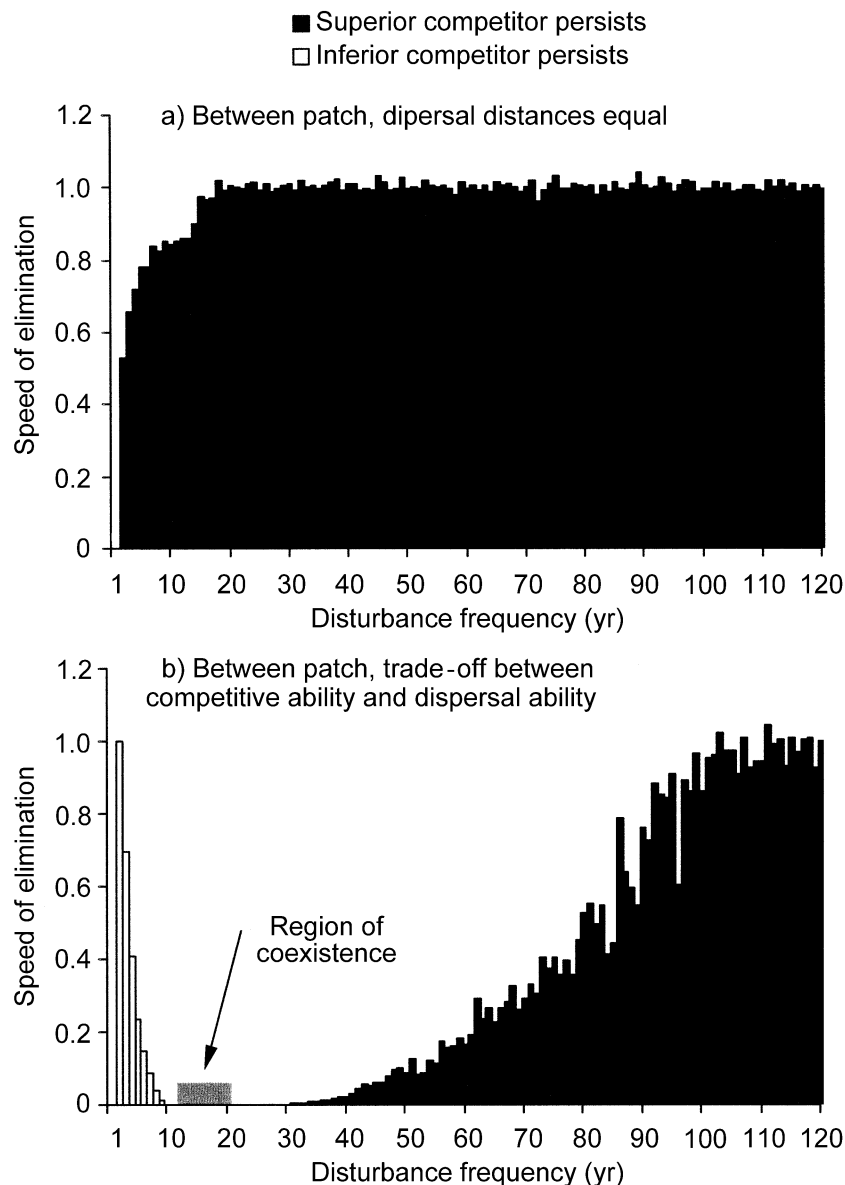 Superior competitor persists
Inferior competitor persists
a) Between patch, dipersal distances equal
1.2
1.0
0.8
0.6
0.4
0.2
0
Speed of elimination
1 10 20 30 40 50 60 70 80 90 100 110 120
Disturbance frequency (yr)
b) Between patch, trade-off between
competitive ability and dispersal ability
1.2
1.0
0.8
0.6
0.4
0.2
0
Speed of elimination
Region of
coexistence
1 10 20 30 40 50 60 70 80 90 100 110 120
Disturbance frequency (yr)